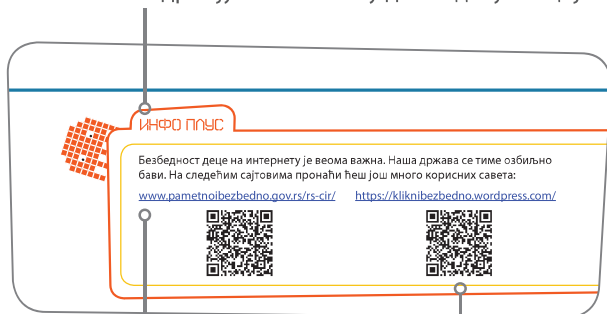 ИНФО ПЛУС
Безбедност деце на интернету је веома важна. Наша држава се тиме озбиљно
бави. На следећим сајтовима пронаћи ћеш још много корисних савета:
www.pametnoibezbedno.gov.rs/rs-cir/ https://kliknibezbedno.wordpress.com/